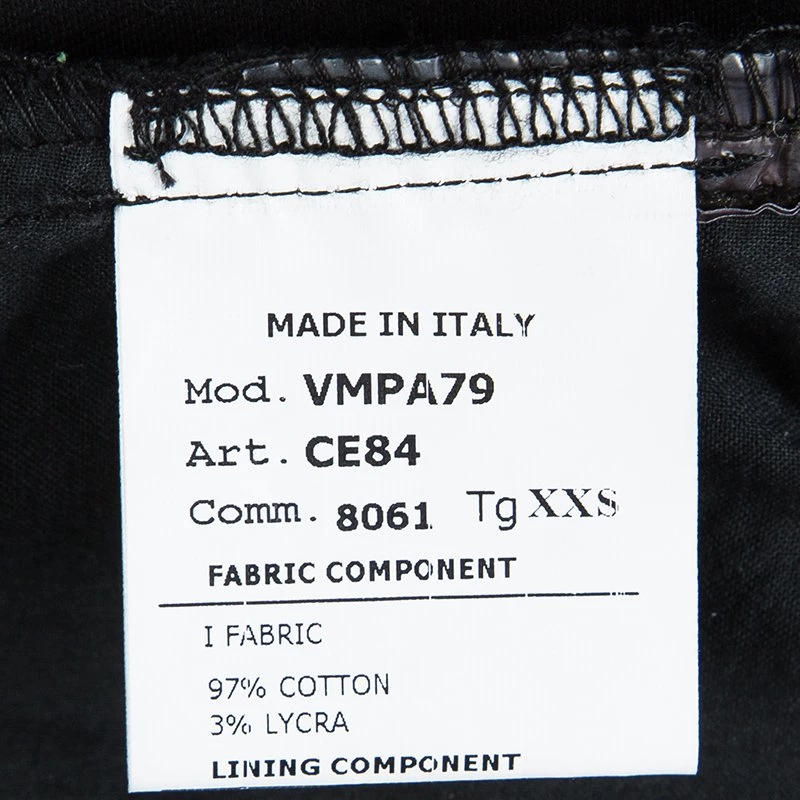 MADE IN ITALY
Mod. VMPA79
Art. CE84
Comm. 8061 Tg XXS
FABRIC COMPONENT
I FABRIC
97% COTTON
3% LYCRA
LINING COMPONENT